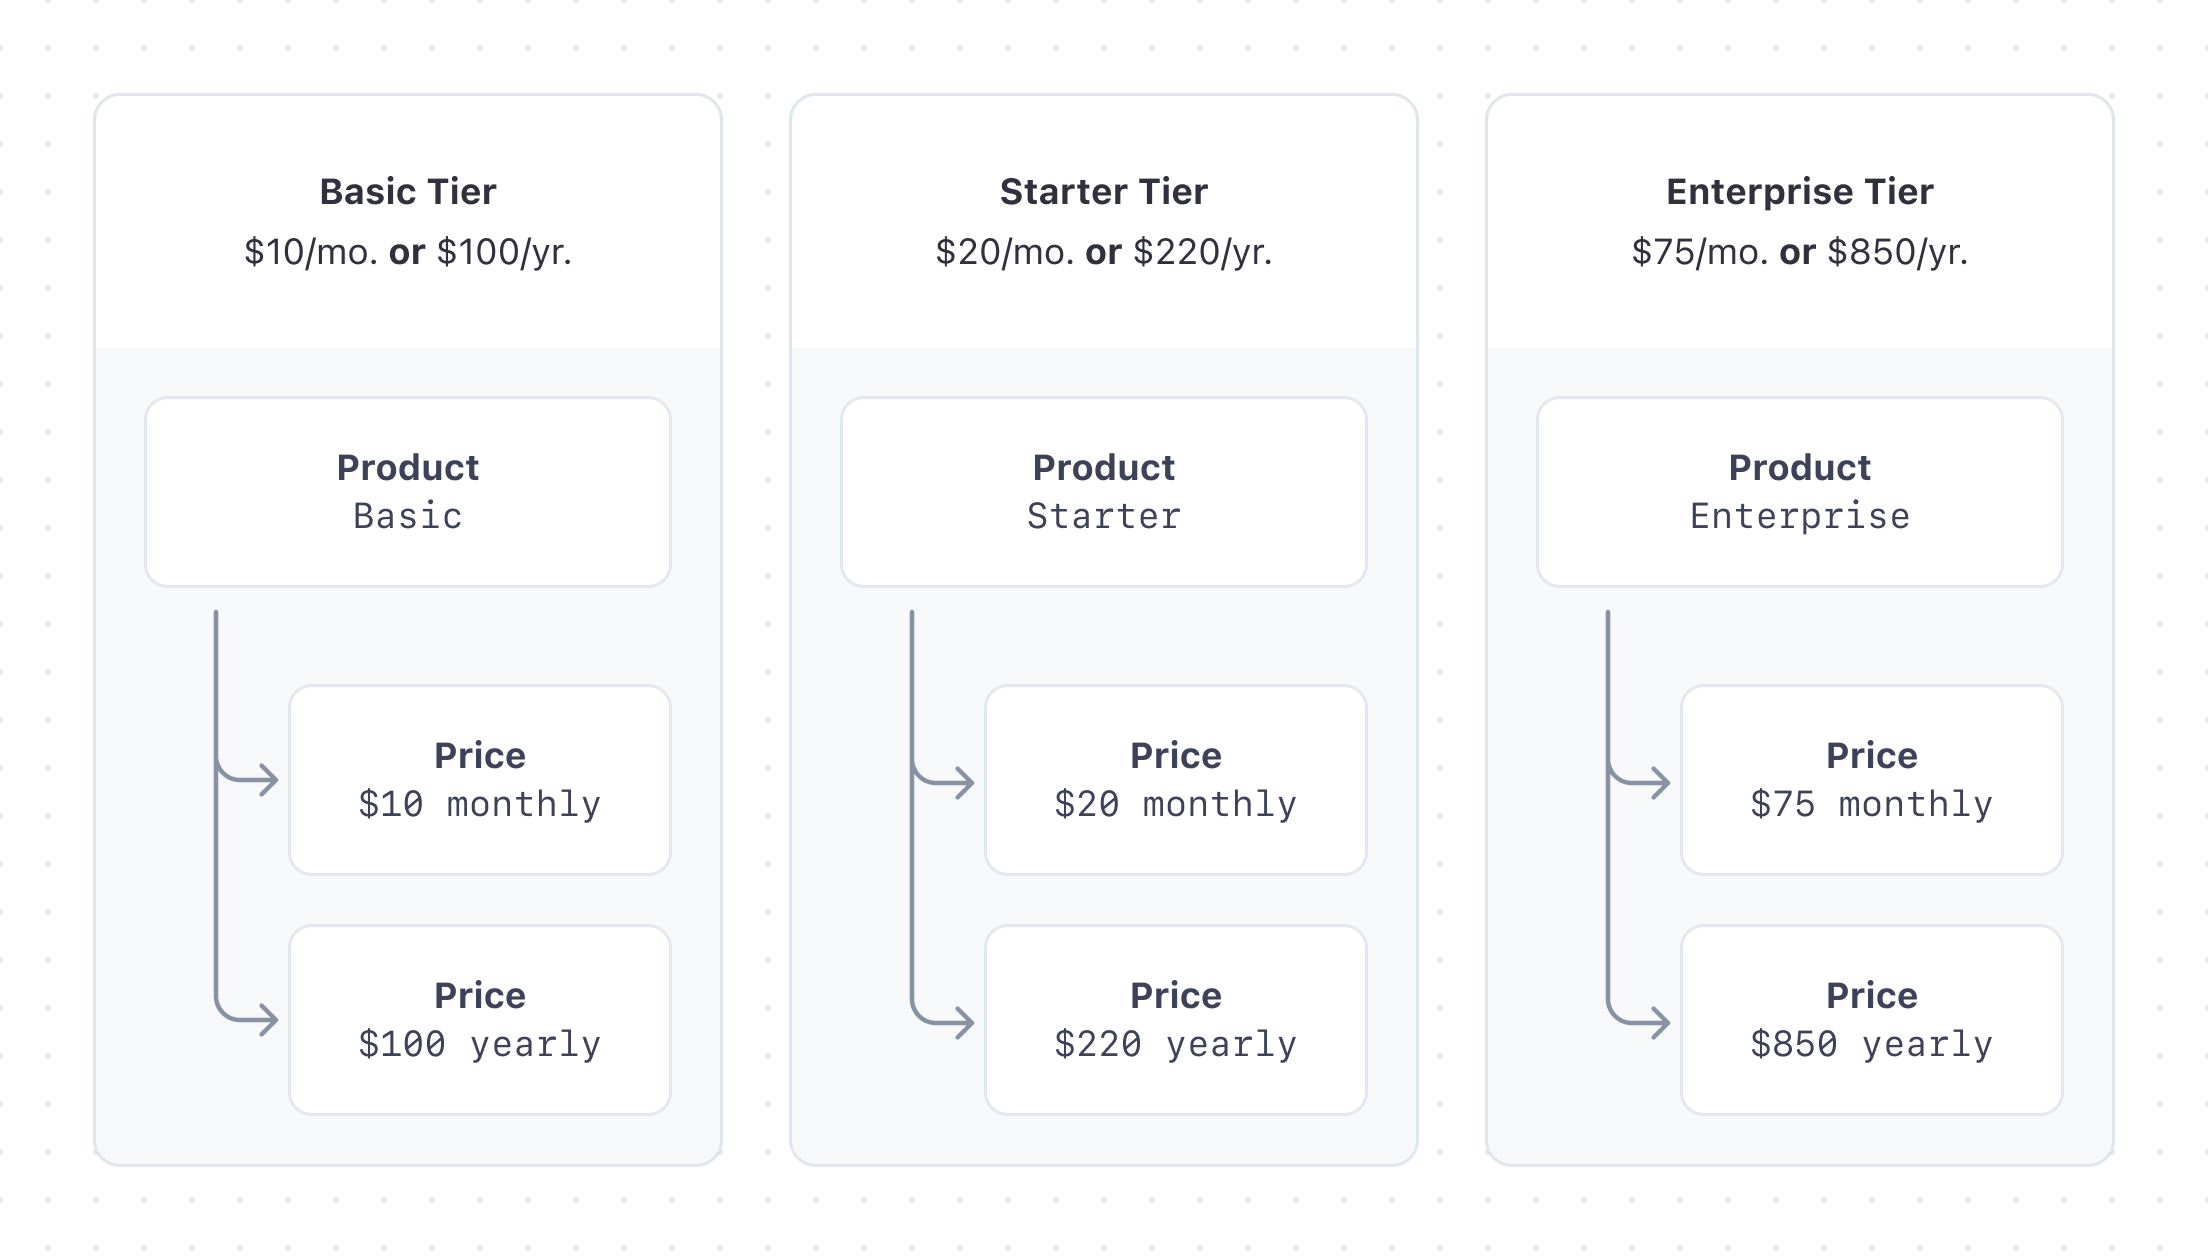 Basic Tier
$10/mo. or $100/yr.
Product
Basic
Price
$10 monthly
Price
$100 yearly
Starter Tier
$20/mo. or $220/yr.
Product
Starter
Price
$20 monthly
Price
$220 yearly
Enterprise Tier
$75/mo. or $850/yr.
Product
Enterprise
Price
$75 monthly
Price
$850 yearly